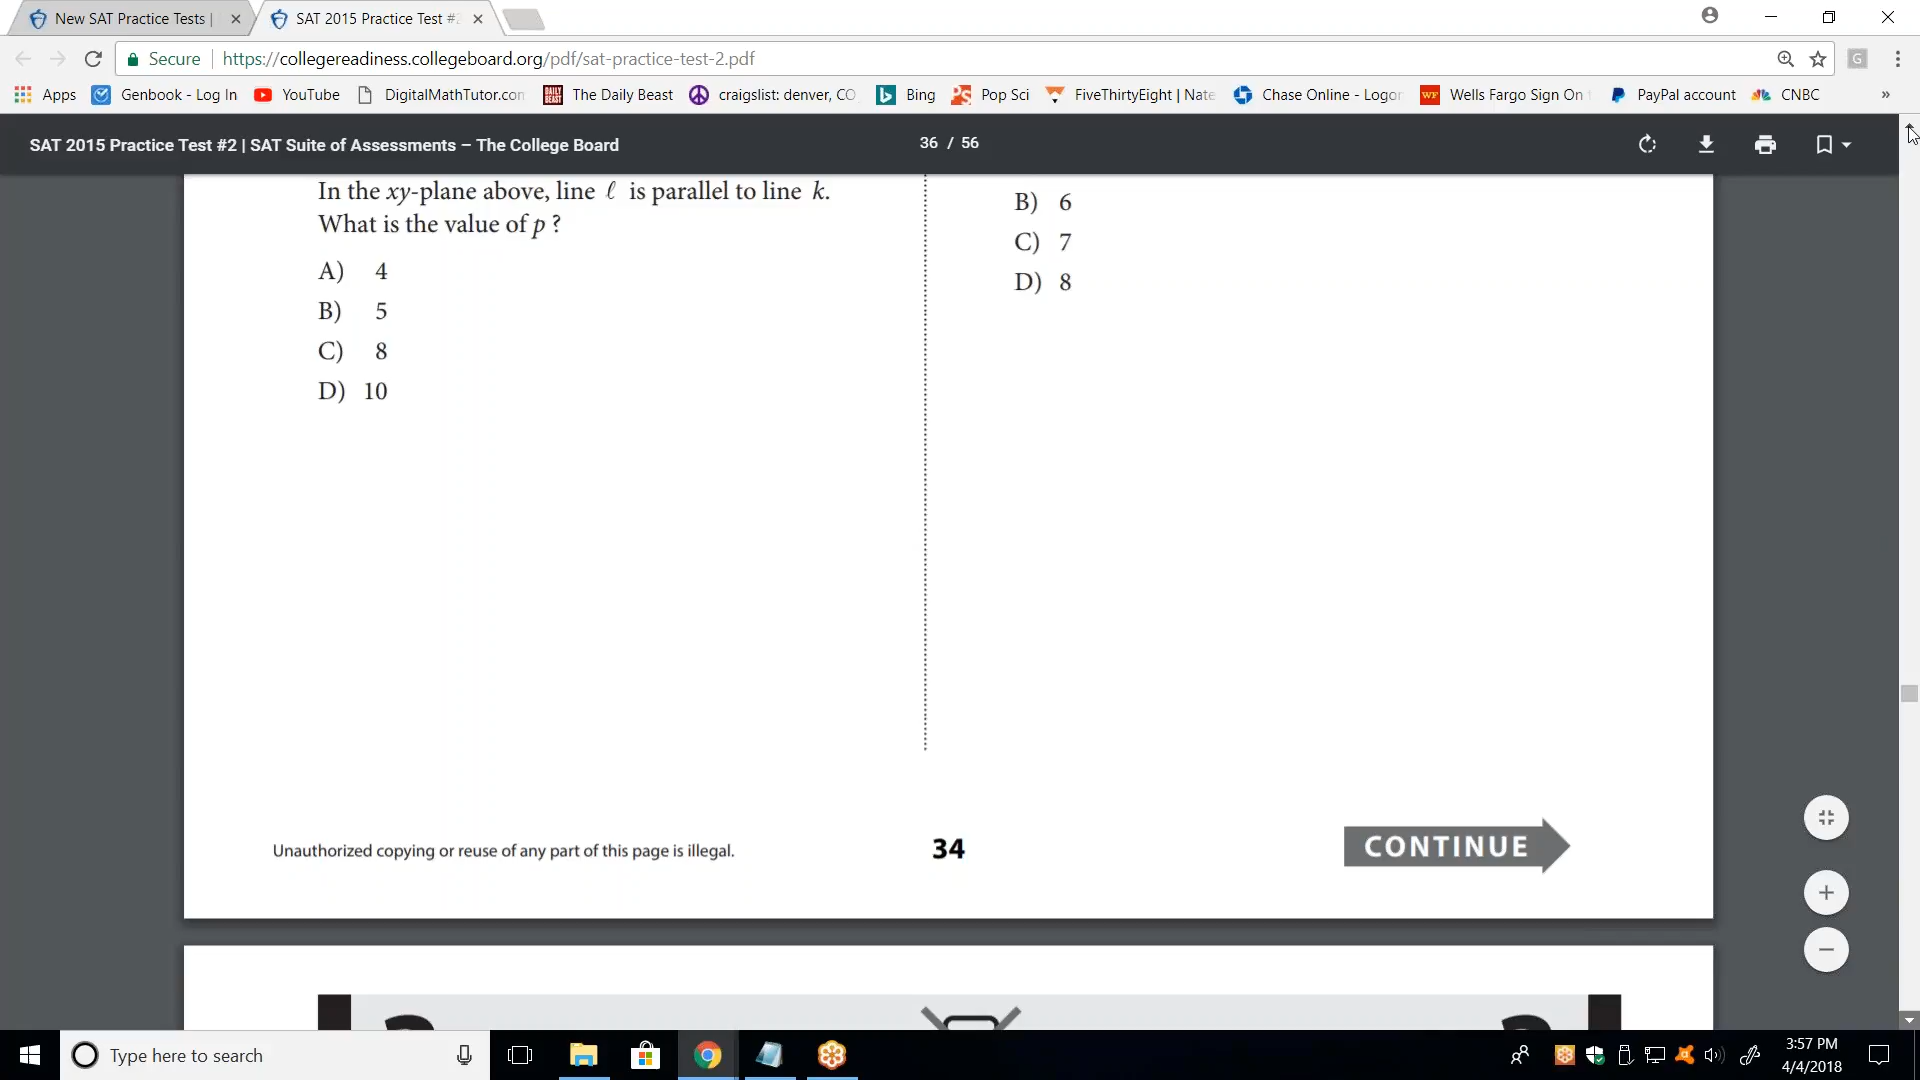 New SAT Practice Tests |
SAT 2015 Practice Test #2
Secure
https://collegereadiness.collegeboard.org/pdf/sat-practice-test-2.pdf
G
Apps
Genbook - Log In
YouTube
DigitalMathTutor.com
DAILY BEAST
The Daily Beast
craigslist: denver, CO
Bing
PS
Pop Sci
FiveThirtyEight | Nate
Chase Online - Logon
WF
Wells Fargo Sign On
PayPal account
CNBC
»
SAT 2015 Practice Test #2 | SAT Suite of Assessments – The College Board
36 / 56
In the xy-plane above, line ℓ is parallel to line k.
What is the value of p ?
A) 4
B) 5
C) 8
D) 10
B) 6
C) 7
D) 8
Unauthorized copying or reuse of any part of this page is illegal.
34
CONTINUE
Type here to search
3:57 PM
4/4/2018